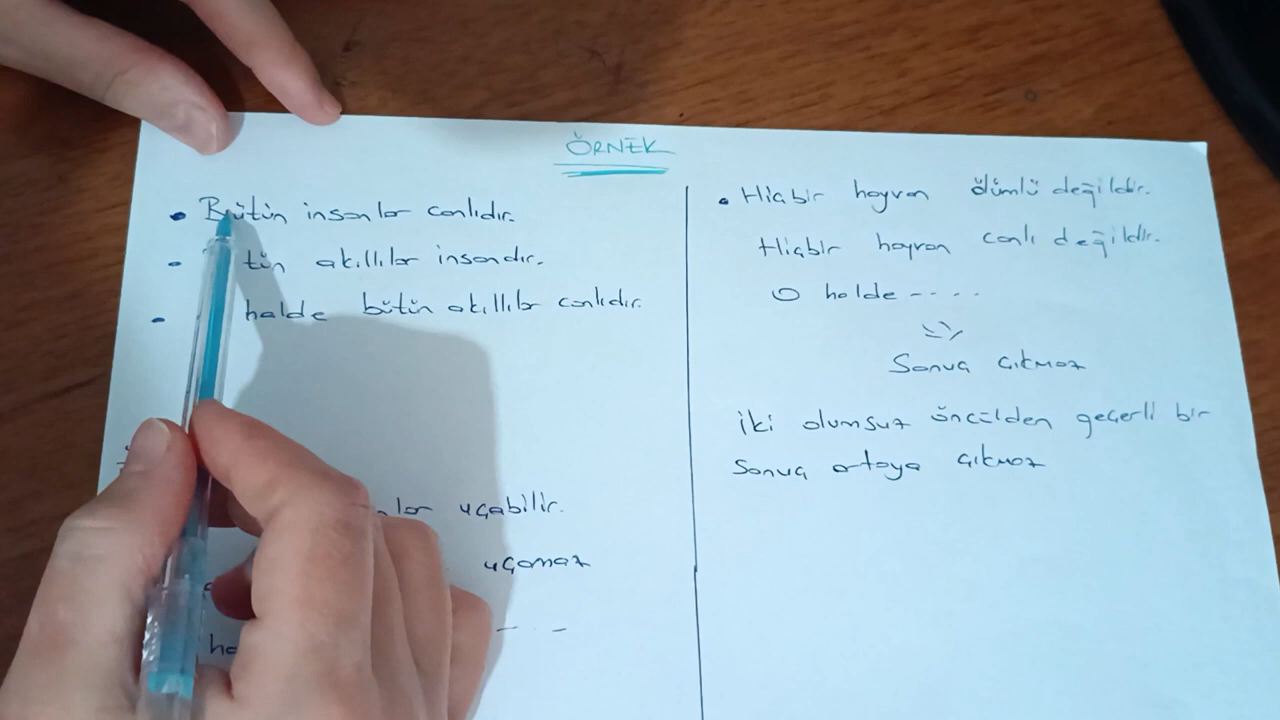 ÖRNEK
• Bütün insanlar canlıdır.
- tün akıllılar insandır.
- halde bütün akıllılar canlıdır.
lar uçabilir.
uçamaz
ha
- -
• Hiçbir hayvan ölümlü değildir.
Hiçbir hayvan canlı değildir.
O halde ----
Sonuç çıkmaz
iki olumsuz öncülden geçerli bir
Sonuç ortaya çıkmaz